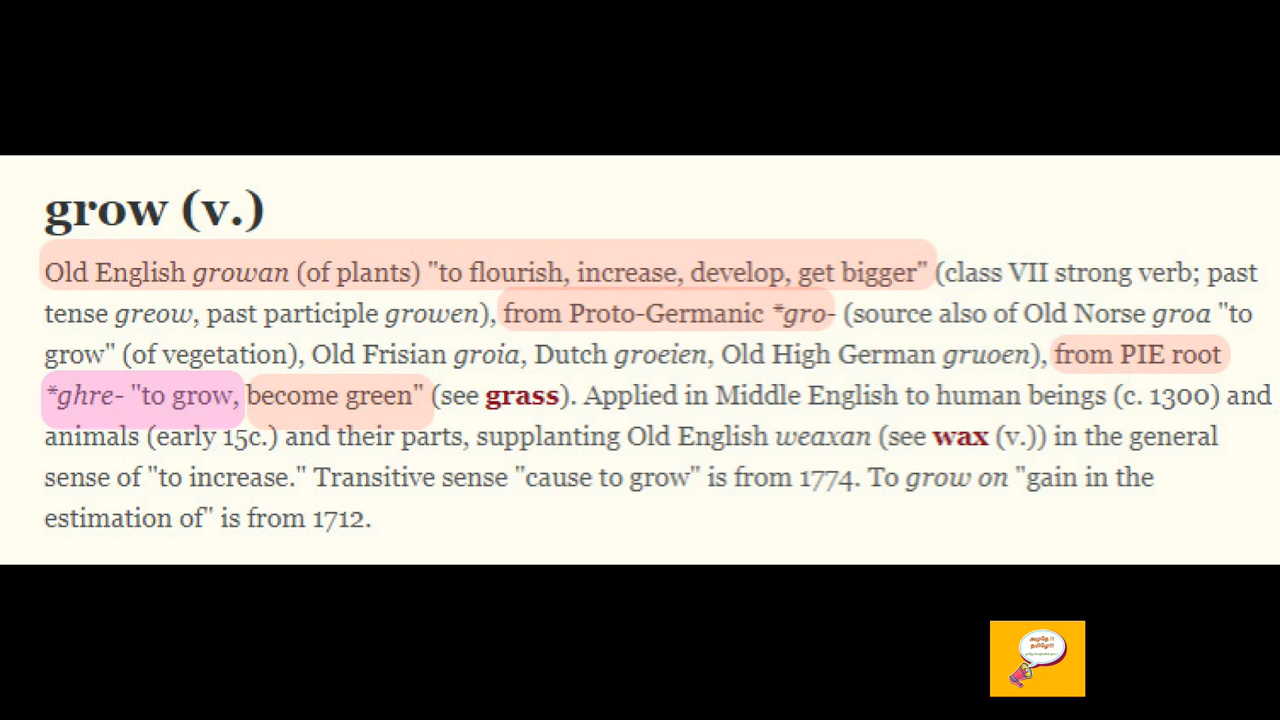 grow (v.)
Old English growan (of plants) "to flourish, increase, develop, get bigger" (class VII strong verb; past
tense greow, past participle growen), from Proto-Germanic *gro- (source also of Old Norse groa "to
grow" (of vegetation), Old Frisian groia, Dutch groeien, Old High German gruoen), from PIE root
*ghre- "to grow, become green" (see grass). Applied in Middle English to human beings (c. 1300) and
animals (early 15c.) and their parts, supplanting Old English weaxan (see wax (v.)) in the general
sense of "to increase." Transitive sense "cause to grow" is from 1774. To grow on "gain in the
estimation of" is from 1712.
அமுதே !!
தமிழே!!!